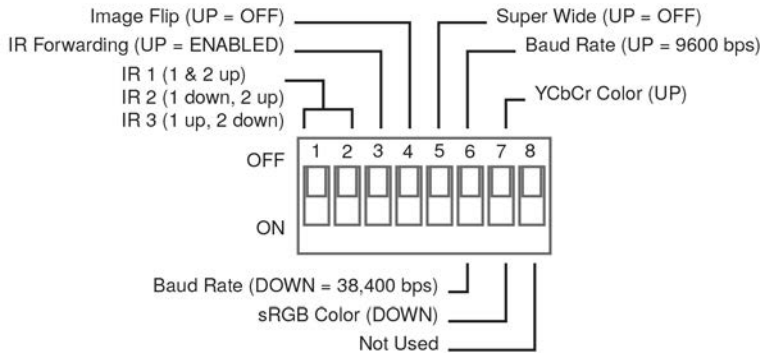 Image Flip (UP = OFF)
Super Wide (UP = OFF)
IR Forwarding (UP = ENABLED)
Baud Rate (UP = 9600 bps)
IR 1 (1 & 2 up)
IR 2 (1 down, 2 up)
IR 3 (1 up, 2 down)
YCbCr Color (UP)
OFF
1 2 3 4 5 6 7 8
ON
Baud Rate (DOWN = 38,400 bps)
sRGB Color (DOWN)
Not Used